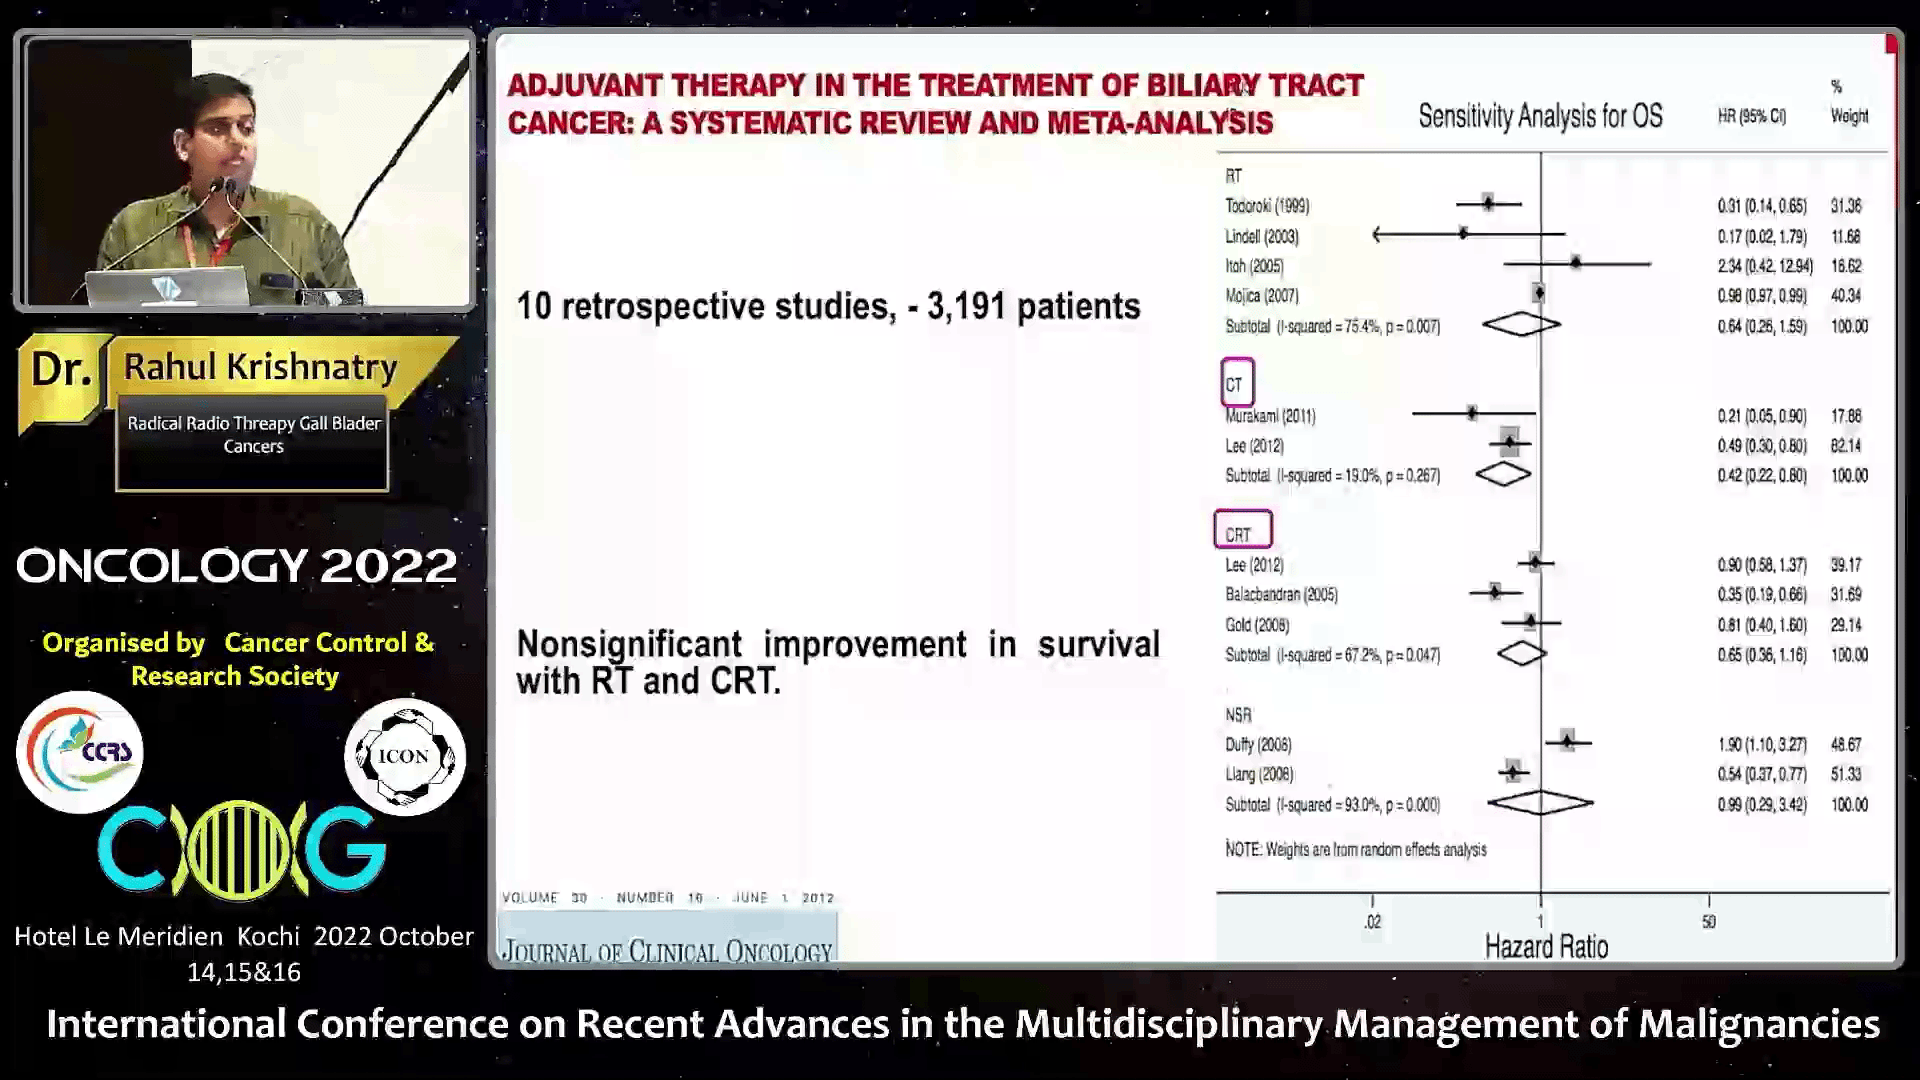 Dr. Rahul Krishnatry
Radical Radio Threapy Gall Blader
Cancers
ONCOLOGY 2022
Organised by Cancer Control &
Research Society
CCRS
ICON
COG
Hotel Le Meridien Kochi 2022 October
14,15&16
International Conference on Recent Advances in the Multidisciplinary Management of Malignancies
ADJUVANT THERAPY IN THE TREATMENT OF BILIARY TRACT
CANCER: A SYSTEMATIC REVIEW AND META-ANALYSIS
10 retrospective studies, - 3,191 patients
Nonsignificant improvement in survival
with RT and CRT.
VOLUME 30 · NUMBER 16 · JUNE 1 2012
JOURNAL OF CLINICAL ONCOLOGY
%
Sensitivity Analysis for OS HR (95% CI) Weight
RT
Todoroki (1999) 0.31 (0.14, 0.65) 31.36
Lindell (2003) 0.17 (0.02, 1.79) 11.68
Itoh (2005) 2.34 (0.42, 12.94) 16.62
Mojica (2007) 0.98 (0.97, 0.99) 40.34
Subtotal (I-squared = 75.4%, p = 0.007) 0.64 (0.26, 1.59) 100.00
CT
Murakami (2011) 0.21 (0.05, 0.90) 17.86
Lee (2012) 0.49 (0.30, 0.80) 82.14
Subtotal (I-squared = 19.0%, p = 0.267) 0.42 (0.22, 0.80) 100.00
CRT
Lee (2012) 0.90 (0.58, 1.37) 39.17
Balacbandran (2005) 0.35 (0.19, 0.66) 31.69
Gold (2008) 0.81 (0.40, 1.60) 29.14
Subtotal (I-squared = 67.2%, p = 0.047) 0.65 (0.36, 1.16) 100.00
NSR
Duffy (2008) 1.90 (1.10, 3.27) 48.67
Liang (2008) 0.54 (0.37, 0.77) 51.33
Subtotal (I-squared = 93.0%, p = 0.000) 0.99 (0.29, 3.42) 100.00
NOTE: Weights are from random effects analysis
.02 1 50
Hazard Ratio